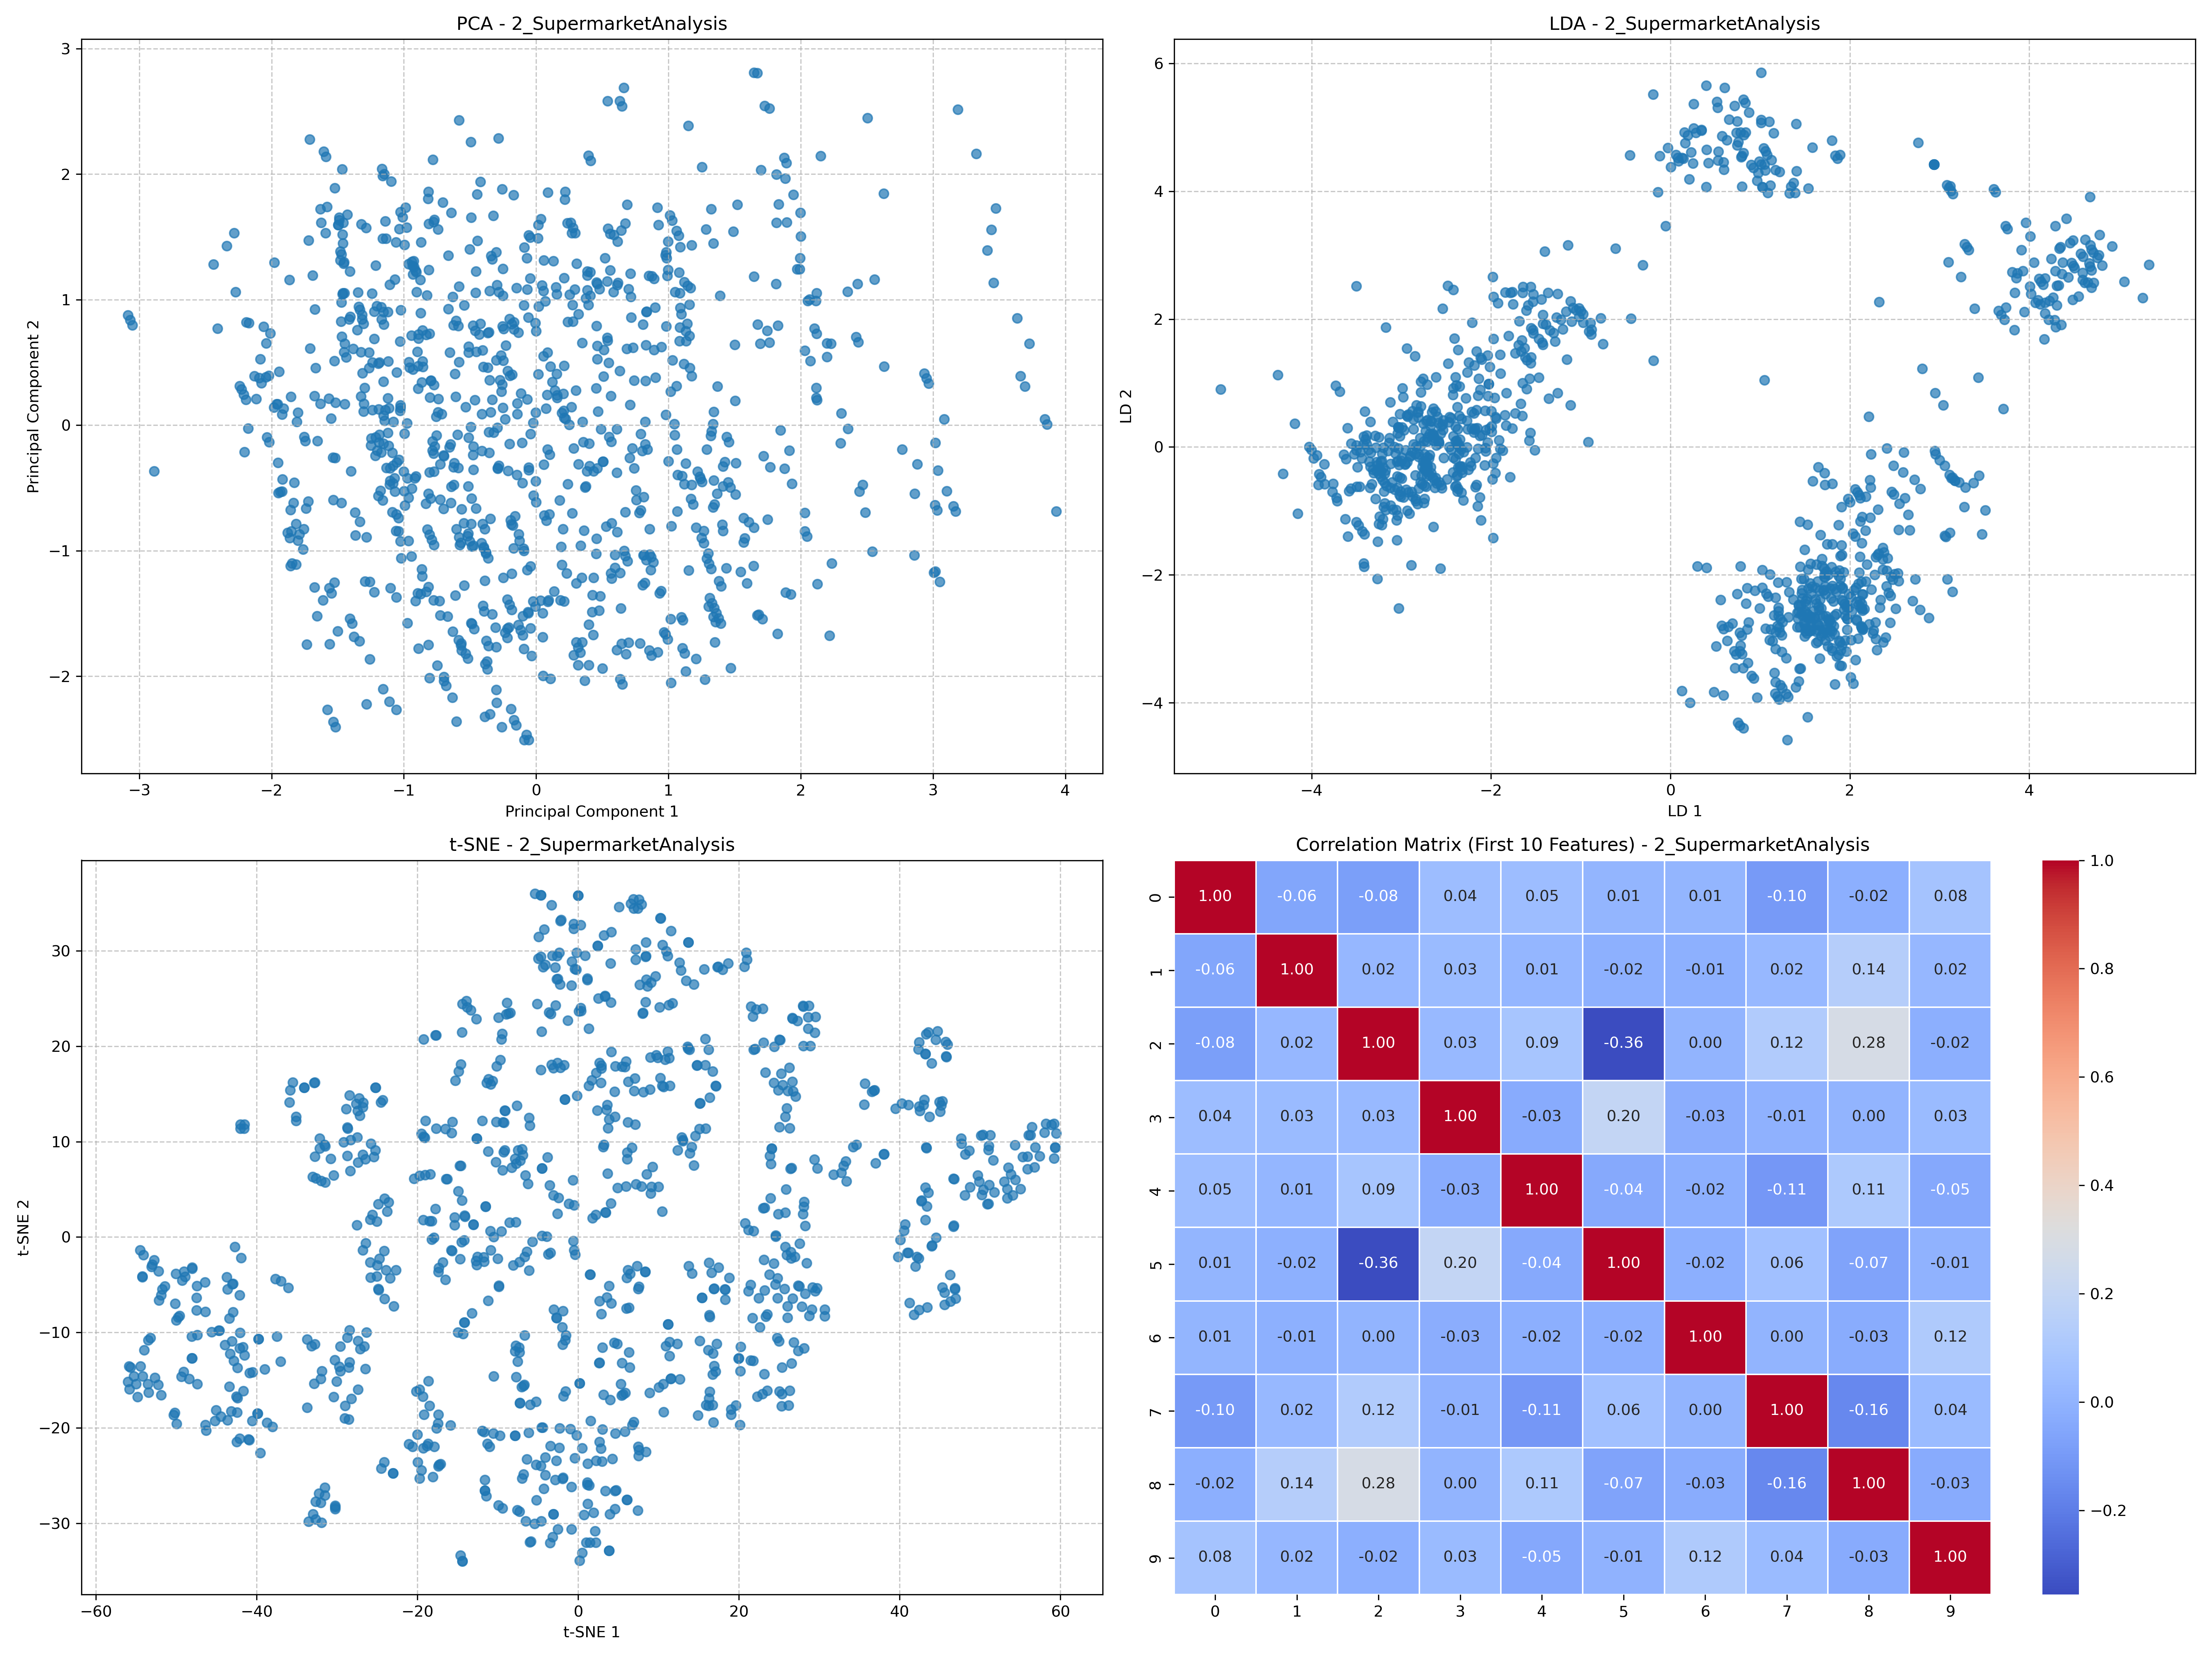 PCA - 2_SupermarketAnalysis
3
2
1
0
−1
−2
Principal Component 2
−3 −2 −1 0 1 2 3 4
Principal Component 1
LDA - 2_SupermarketAnalysis
6
4
2
0
−2
−4
LD 2
−4 −2 0 2 4
LD 1
t-SNE - 2_SupermarketAnalysis
30
20
10
0
−10
−20
−30
t-SNE 2
−60 −40 −20 0 20 40 60
t-SNE 1
Correlation Matrix (First 10 Features) - 2_SupermarketAnalysis
0 1.00 -0.06 -0.08 0.04 0.05 0.01 0.01 -0.10 -0.02 0.08
1 -0.06 1.00 0.02 0.03 0.01 -0.02 -0.01 0.02 0.14 0.02
2 -0.08 0.02 1.00 0.03 0.09 -0.36 0.00 0.12 0.28 -0.02
3 0.04 0.03 0.03 1.00 -0.03 0.20 -0.03 -0.01 0.00 0.03
4 0.05 0.01 0.09 -0.03 1.00 -0.04 -0.02 -0.11 0.11 -0.05
5 0.01 -0.02 -0.36 0.20 -0.04 1.00 -0.02 0.06 -0.07 -0.01
6 0.01 -0.01 0.00 -0.03 -0.02 -0.02 1.00 0.00 -0.03 0.12
7 -0.10 0.02 0.12 -0.01 -0.11 0.06 0.00 1.00 -0.16 0.04
8 -0.02 0.14 0.28 0.00 0.11 -0.07 -0.03 -0.16 1.00 -0.03
9 0.08 0.02 -0.02 0.03 -0.05 -0.01 0.12 0.04 -0.03 1.00
0 1 2 3 4 5 6 7 8 9
1.0
0.8
0.6
0.4
0.2
0.0
−0.2